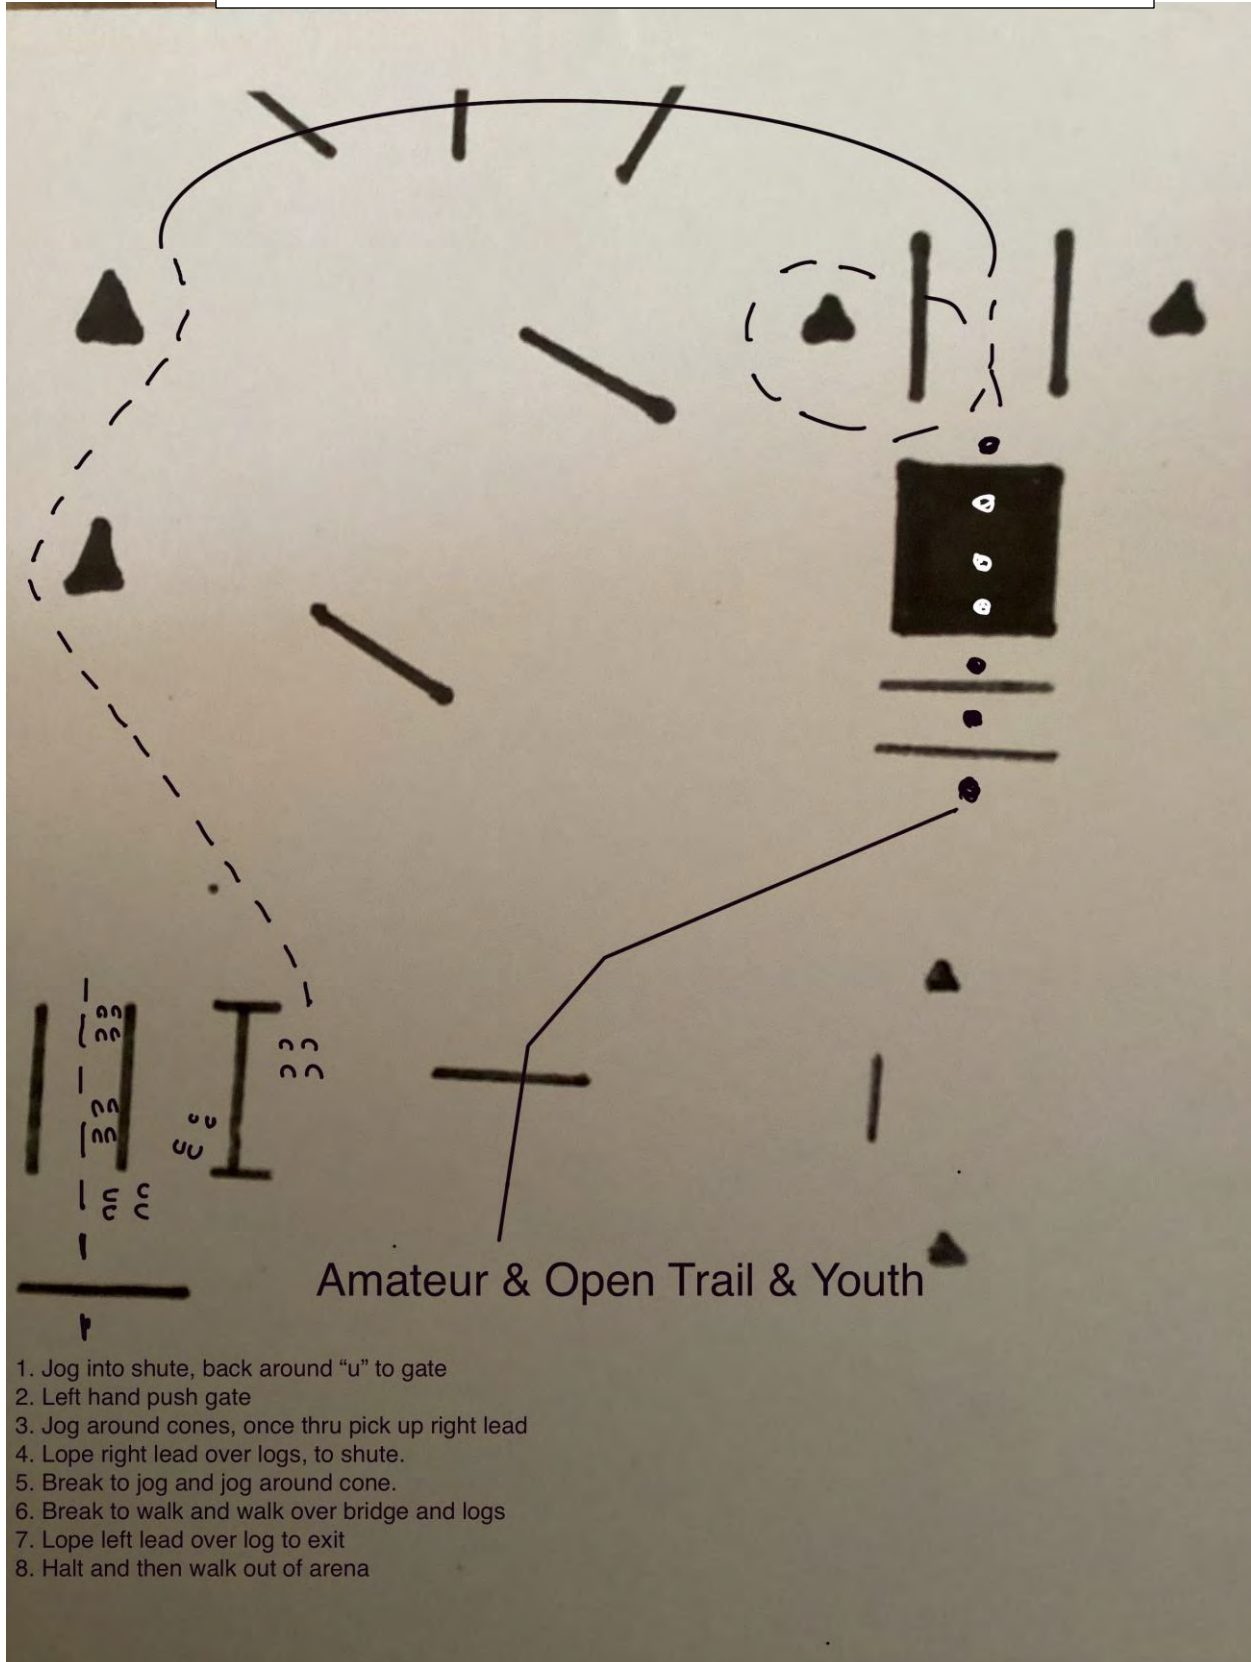 Amateur & Open Trail & Youth
1. Jog into shute, back around “u” to gate
2. Left hand push gate
3. Jog around cones, once thru pick up right lead
4. Lope right lead over logs, to shute.
5. Break to jog and jog around cone.
6. Break to walk and walk over bridge and logs
7. Lope left lead over log to exit
8. Halt and then walk out of arena